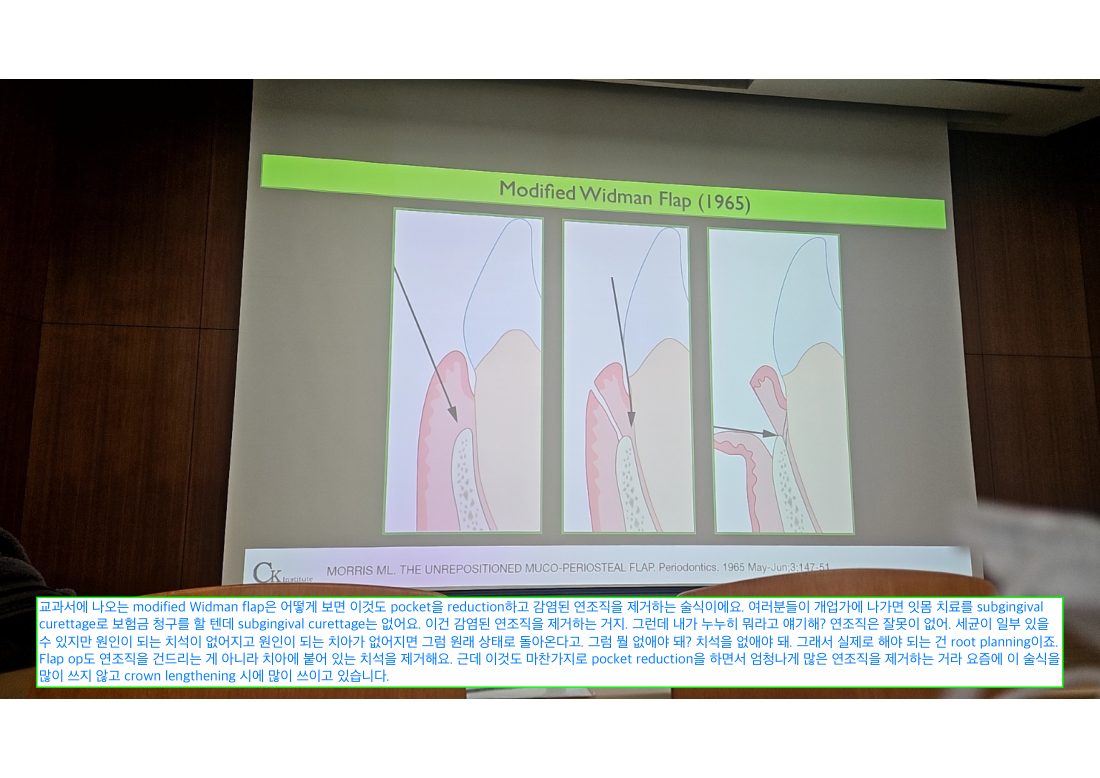 Modified Widman Flap (1965)
CK Institute
MORRIS ML. THE UNREPOSITIONED MUCO-PERIOSTEAL FLAP. Periodontics. 1965 May-Jun;3:147-51
교과서에 나오는 modified Widman flap은 어떻게 보면 이것도 pocket을 reduction하고 감염된 연조직을 제거하는 술식이에요. 여러분들이 개업가에 나가면 잇몸 치료를 subgingival
curettage로 보험금 청구를 할 텐데 subgingival curettage는 없어요. 이건 감염된 연조직을 제거하는 거지. 그런데 내가 누누히 뭐라고 얘기해? 연조직은 잘못이 없어. 세균이 일부 있을
수 있지만 원인이 되는 치석이 없어지고 원인이 되는 치아가 없어지면 그럼 원래 상태로 돌아온다고. 그럼 뭘 없애야 돼? 치석을 없애야 돼. 그래서 실제로 해야 되는 건 root planning이죠.
Flap op도 연조직을 건드리는 게 아니라 치아에 붙어 있는 치석을 제거해요. 근데 이것도 마찬가지로 pocket reduction을 하면서 엄청나게 많은 연조직을 제거하는 거라 요즘에 이 술식을
많이 쓰지 않고 crown lengthening 시에 많이 쓰이고 있습니다.